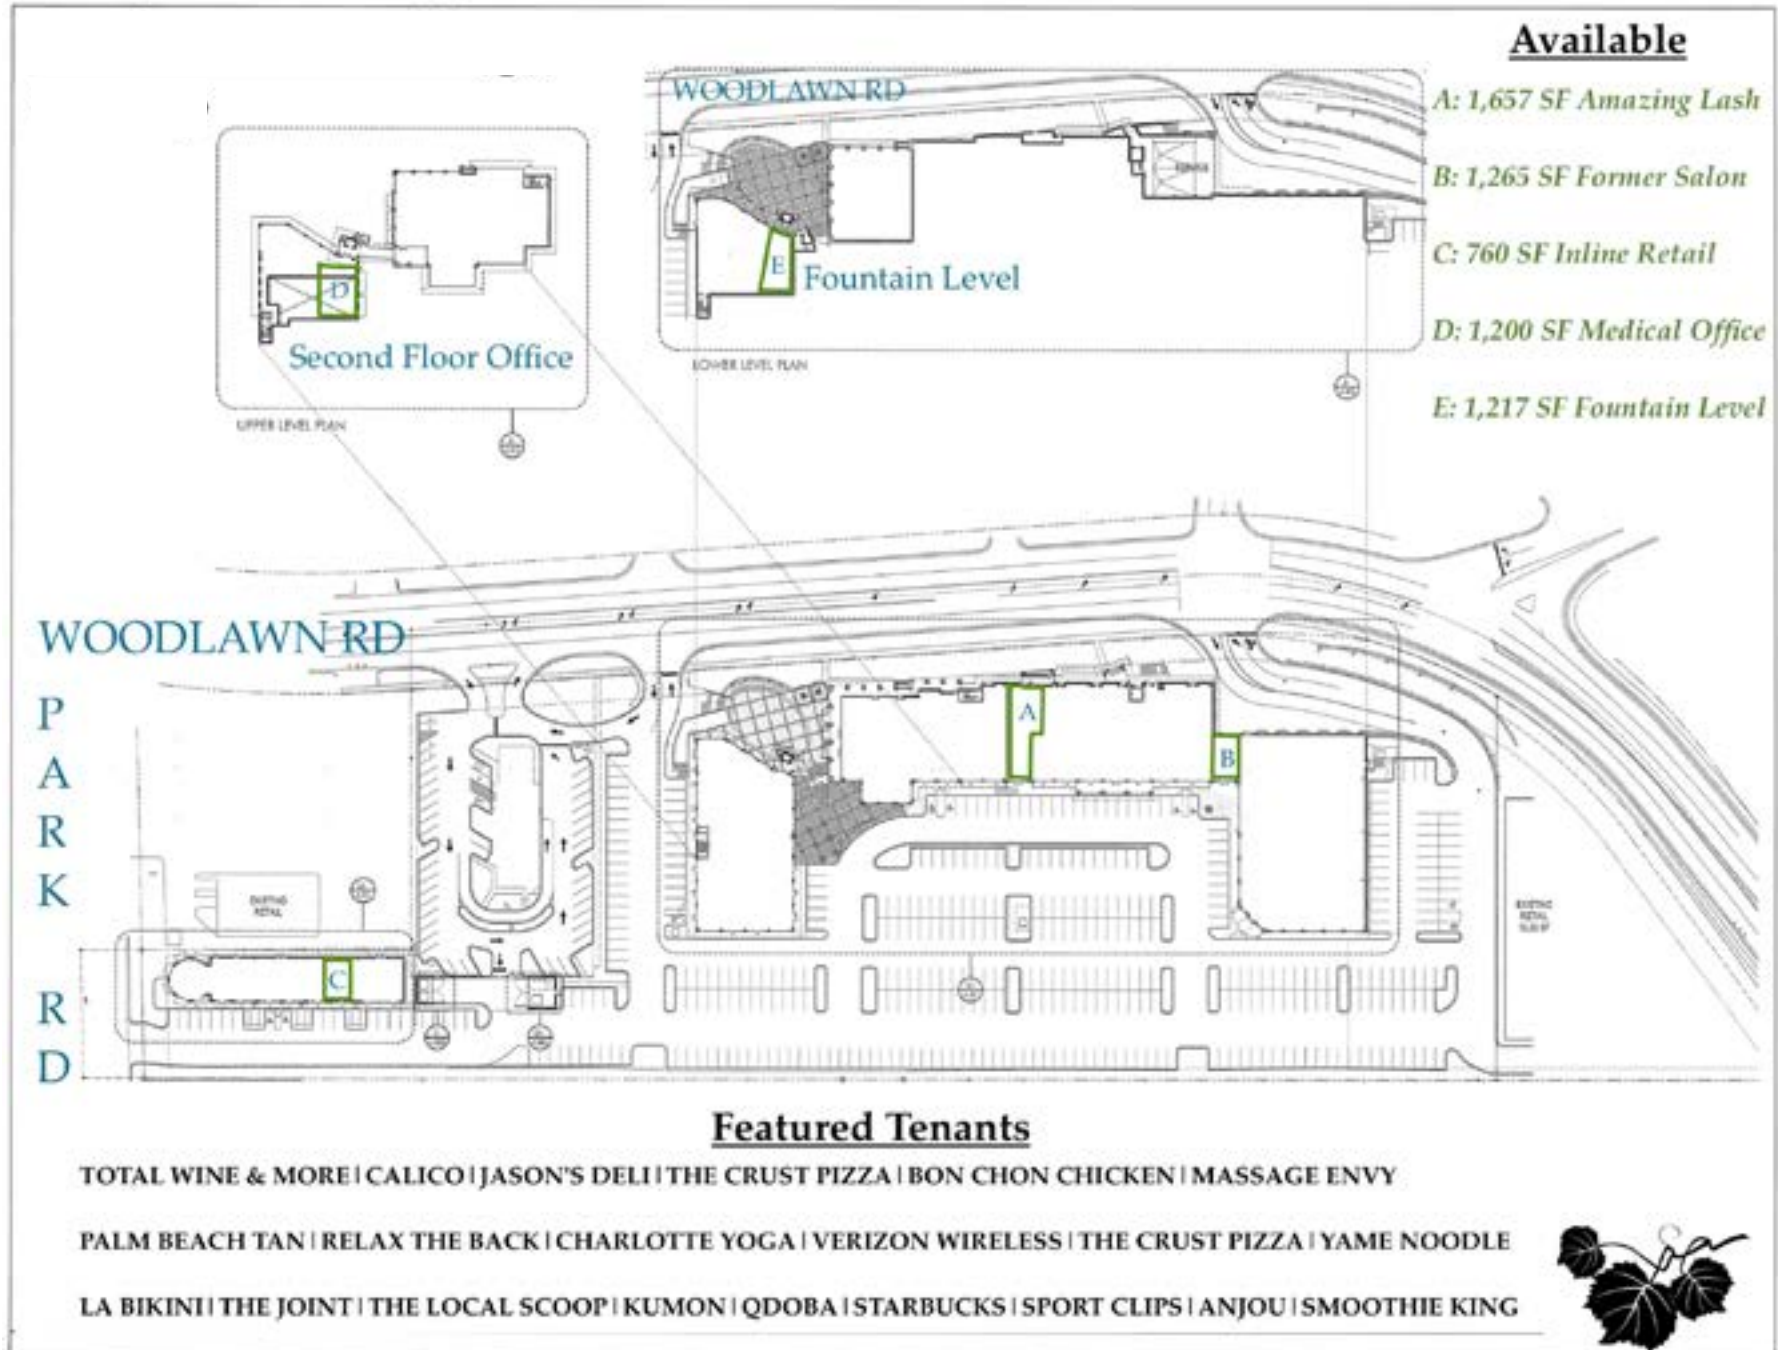 Available
A: 1,657 SF Amazing Lash
B: 1,265 SF Former Salon
C: 760 SF Inline Retail
D: 1,200 SF Medical Office
E: 1,217 SF Fountain Level
WOODLAWN RD
E
Fountain Level
LOWER LEVEL PLAN
D
Second Floor Office
UPPER LEVEL PLAN
WOODLAWN RD
PARK RD
A
B
C
EXISTING
RETAIL
EXISTING
RETAIL
Featured Tenants
TOTAL WINE & MORE | CALICO | JASON'S DELI | THE CRUST PIZZA | BON CHON CHICKEN | MASSAGE ENVY
PALM BEACH TAN | RELAX THE BACK | CHARLOTTE YOGA | VERIZON WIRELESS | THE CRUST PIZZA | YAME NOODLE
LA BIKINI | THE JOINT | THE LOCAL SCOOP | KUMON | QDOBA | STARBUCKS | SPORT CLIPS | ANJOU | SMOOTHIE KING